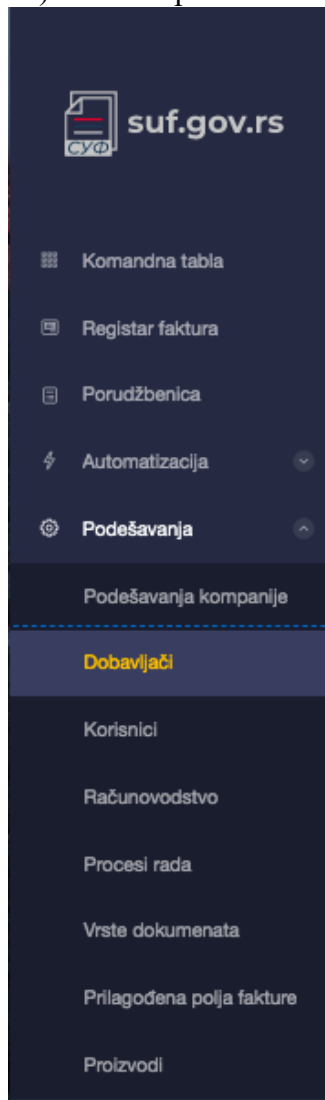 СУФ
suf.gov.rs
Komandna tabla
Registar faktura
Porudžbenica
Automatizacija
Podešavanja
Podešavanja kompanije
Dobavljači
Korisnici
Računovodstvo
Procesi rada
Vrste dokumenata
Prilagođena polja fakture
Proizvodi